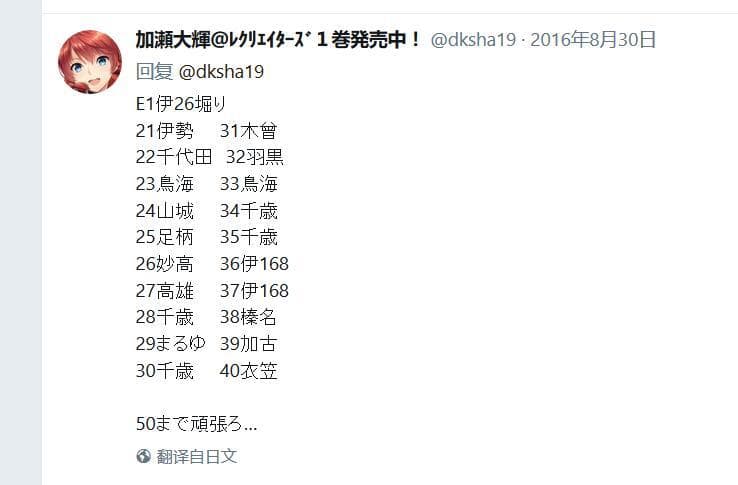 加瀬大輝@ﾚｸﾘｴｲﾀｰｽﾞ１巻発売中！ @dksha19 · 2016年8月30日
回复 @dksha19
E1伊26堀り
21伊勢 31木曾
22千代田 32羽黒
23鳥海 33鳥海
24山城 34千歳
25足柄 35千歳
26妙高 36伊168
27高雄 37伊168
28千歳 38榛名
29まるゆ 39加古
30千歳 40衣笠
50まで頑張ろ...
翻译自日文